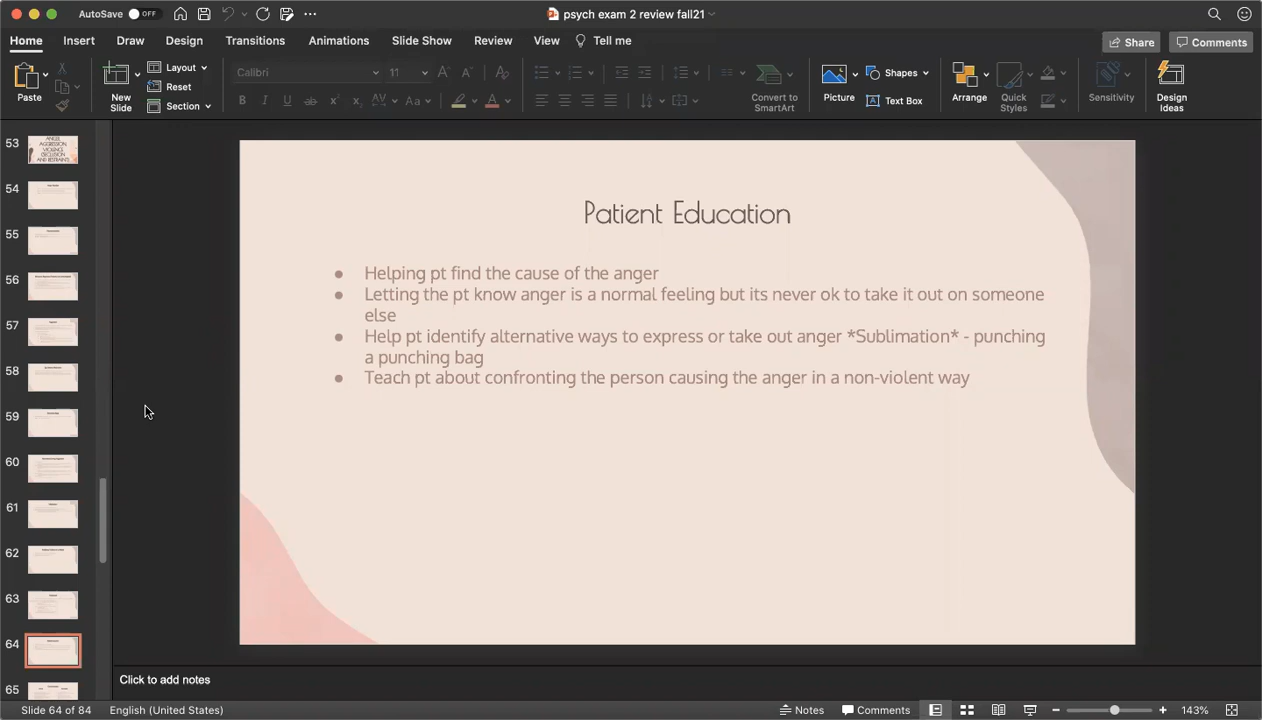 AutoSave OFF psych exam 2 review fall21
Home Insert Draw Design Transitions Animations Slide Show Review View Tell me Share Comments
Paste New Slide Layout Reset Section Calibri 11 Convert to SmartArt Picture Shapes Text Box Arrange Quick Styles Sensitivity Design Ideas
53
ANGER, AGGRESSION, VIOLENCE, SECLUSION AND RESTRAINTS
54
55
56
57
58
59
60
61
62
63
64
65
Patient Education
● Helping pt find the cause of the anger
● Letting the pt know anger is a normal feeling but its never ok to take it out on someone
else
● Help pt identify alternative ways to express or take out anger *Sublimation* - punching
a punching bag
● Teach pt about confronting the person causing the anger in a non-violent way
Click to add notes
Slide 64 of 84 English (United States) Notes Comments 143%